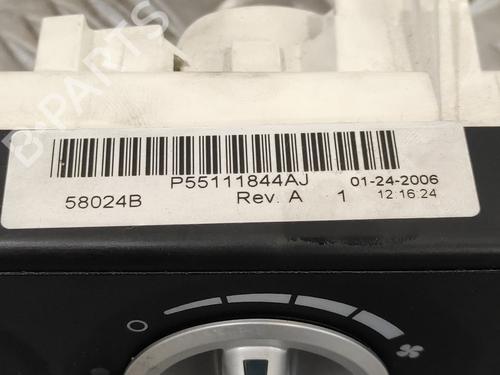 P55111844AJ 01-24-2006
58024B Rev. A 1 12:16:24
B-PARTS